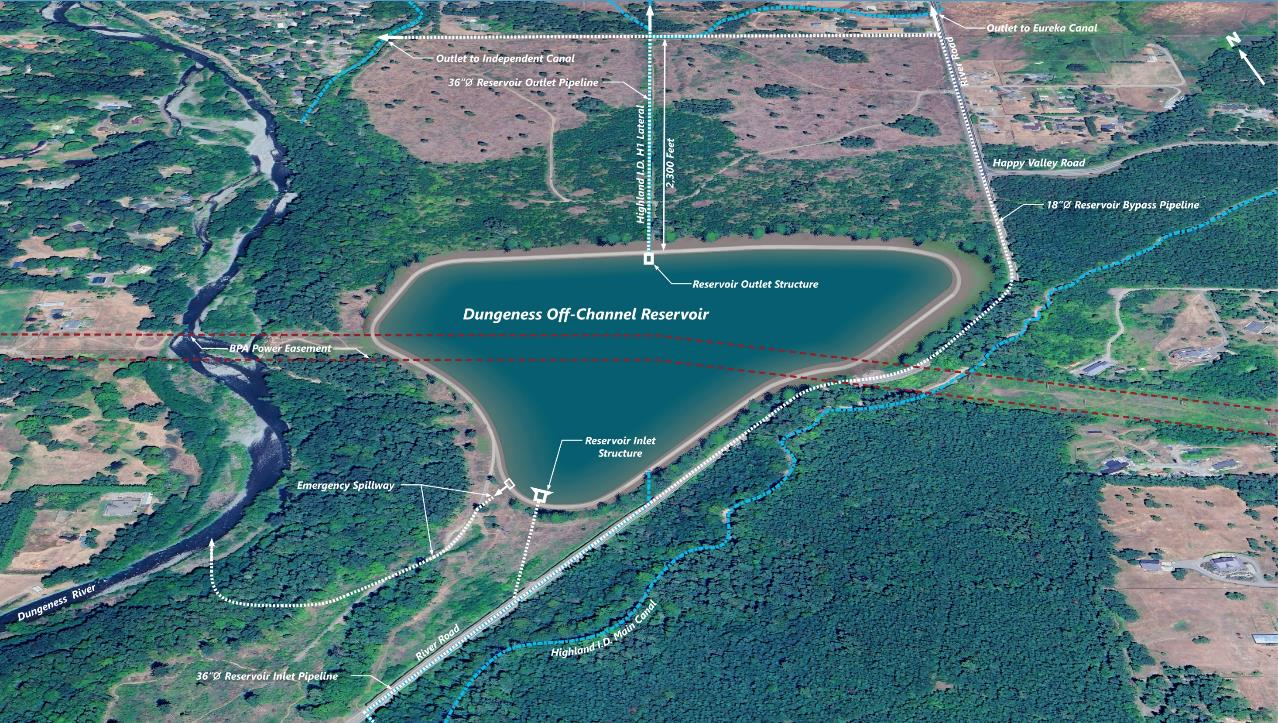 Outlet to Eureka Canal
N
Outlet to Independent Canal
River Road
36"Ø Reservoir Outlet Pipeline
Highland I.D. H1 Lateral
2,300 Feet
Happy Valley Road
18"Ø Reservoir Bypass Pipeline
Reservoir Outlet Structure
Dungeness Off-Channel Reservoir
BPA Power Easement
Reservoir Inlet
Structure
Emergency Spillway
Dungeness River
River Road
Highland I.D. Main Canal
36"Ø Reservoir Inlet Pipeline